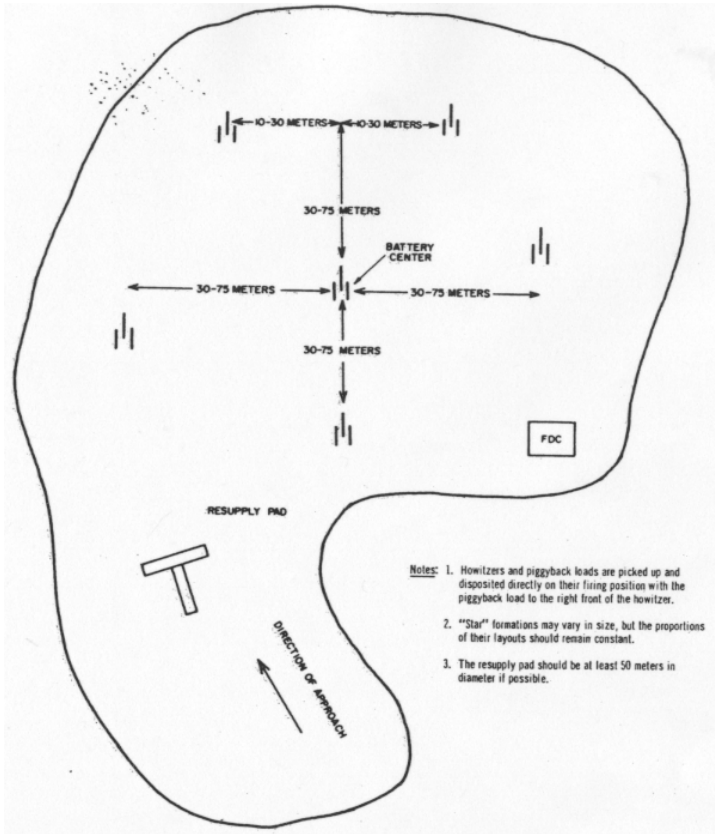 10-30 METERS
10-30 METERS
30-75 METERS
BATTERY
CENTER
30-75 METERS
30-75 METERS
30-75 METERS
FDC
RESUPPLY PAD
DIRECTION OF APPROACH
Notes: 1. Howitzers and piggyback loads are picked up and
disposited directly on their firing position with the
piggyback load to the right front of the howitzer.
2. "Star" formations may vary in size, but the proportions
of their layouts should remain constant.
3. The resupply pad should be at least 50 meters in
diameter if possible.